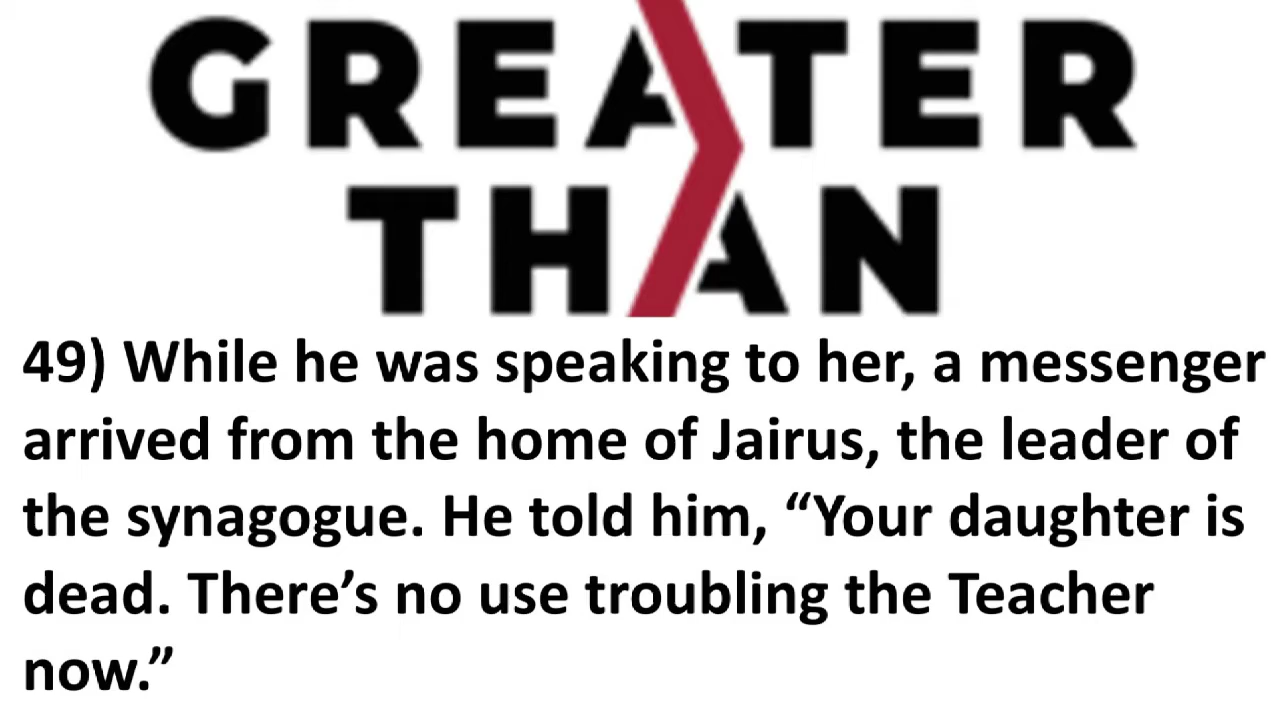 GREATER
THAN
49) While he was speaking to her, a messenger
arrived from the home of Jairus, the leader of
the synagogue. He told him, “Your daughter is
dead. There’s no use troubling the Teacher
now.”